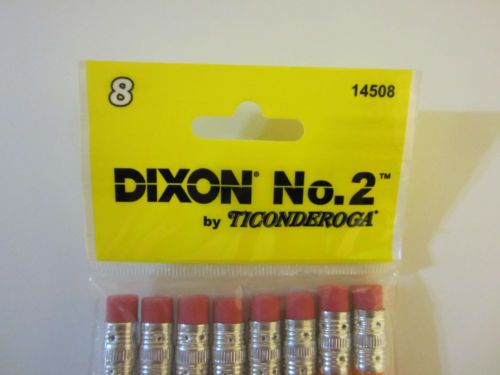 8 14508
DIXON® No.2™
by TICONDEROGA®